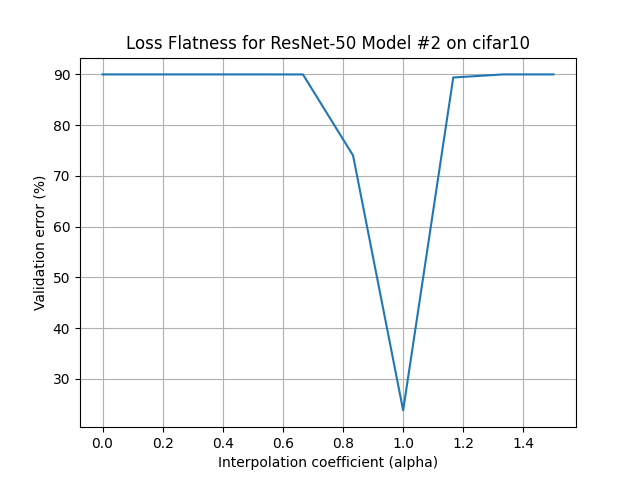 Loss Flatness for ResNet-50 Model #2 on cifar10
90
80
70
60
50
40
30
Validation error (%)
0.0 0.2 0.4 0.6 0.8 1.0 1.2 1.4
Interpolation coefficient (alpha)